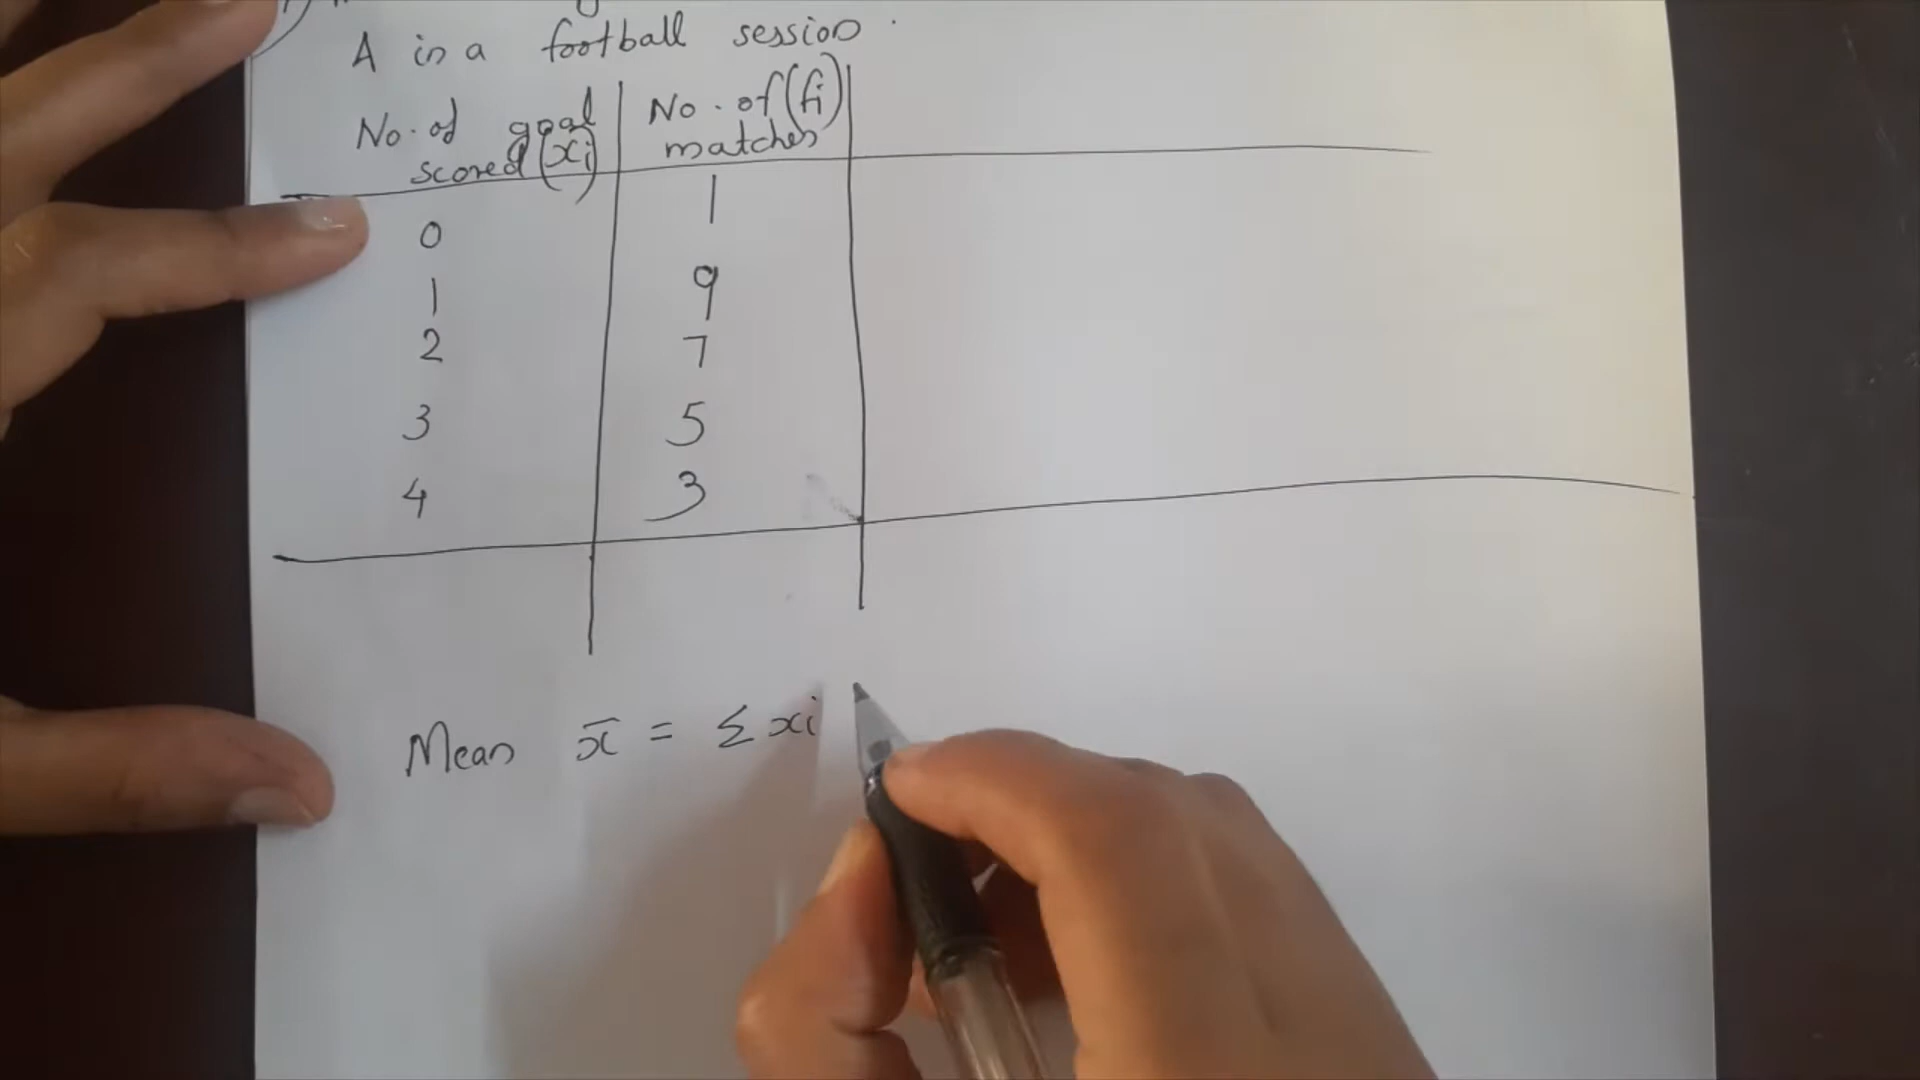 A in a football session.
No. of goal scored (xi) No. of (fi) matches
0 1
1 9
2 7
3 5
4 3
Mean x̄ = Σ xi